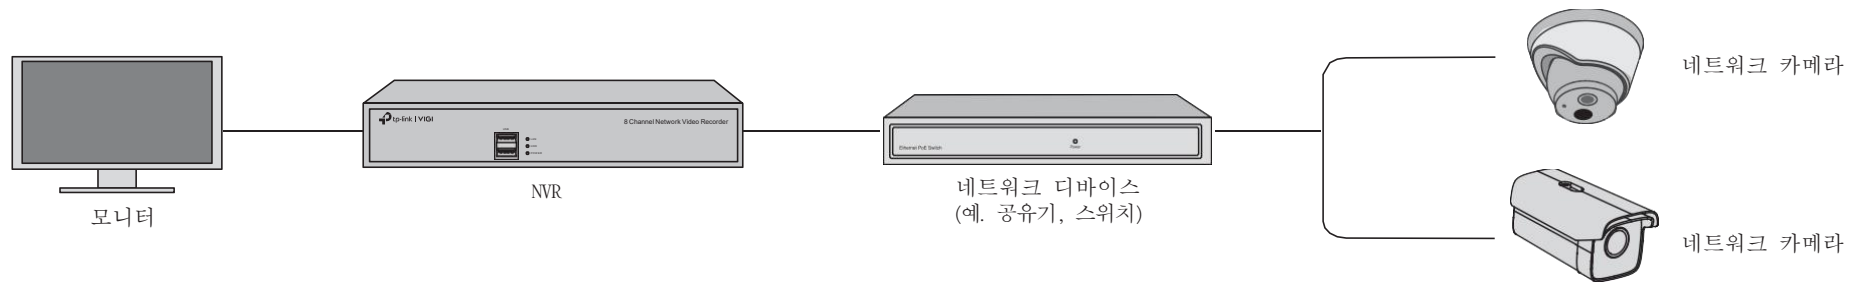 모니터
tp-link | VIGI
8 Channel Network Video Recorder
NVR
Ethernet PoE Switch
Power
네트워크 디바이스
(예. 공유기, 스위치)
네트워크 카메라
네트워크 카메라